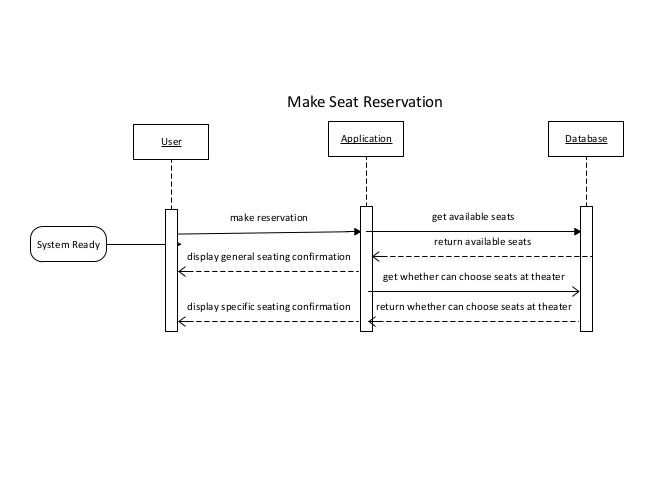 Make Seat Reservation
User
Application
Database
make reservation
get available seats
System Ready
return available seats
display general seating confirmation
get whether can choose seats at theater
display specific seating confirmation
return whether can choose seats at theater